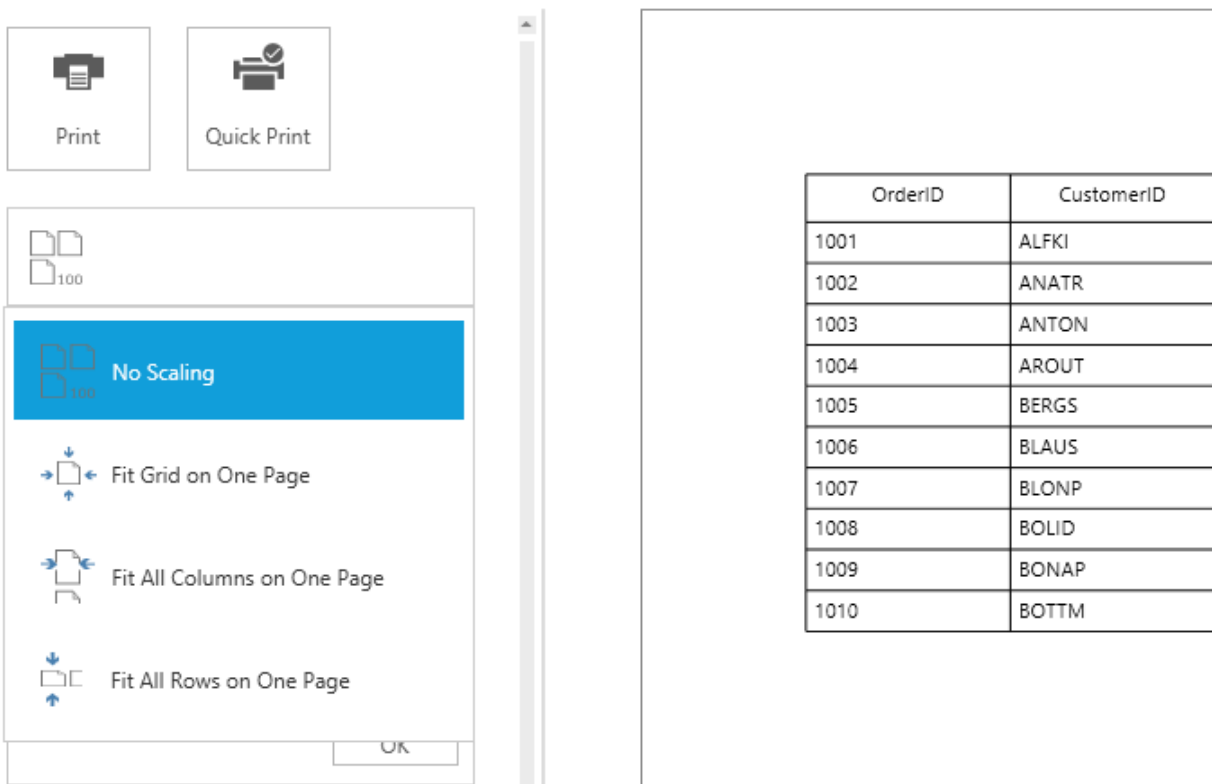 Print
Quick Print
100
100
No Scaling
Fit Grid on One Page
Fit All Columns on One Page
Fit All Rows on One Page
OK
OrderID CustomerID
1001 ALFKI
1002 ANATR
1003 ANTON
1004 AROUT
1005 BERGS
1006 BLAUS
1007 BLONP
1008 BOLID
1009 BONAP
1010 BOTTM